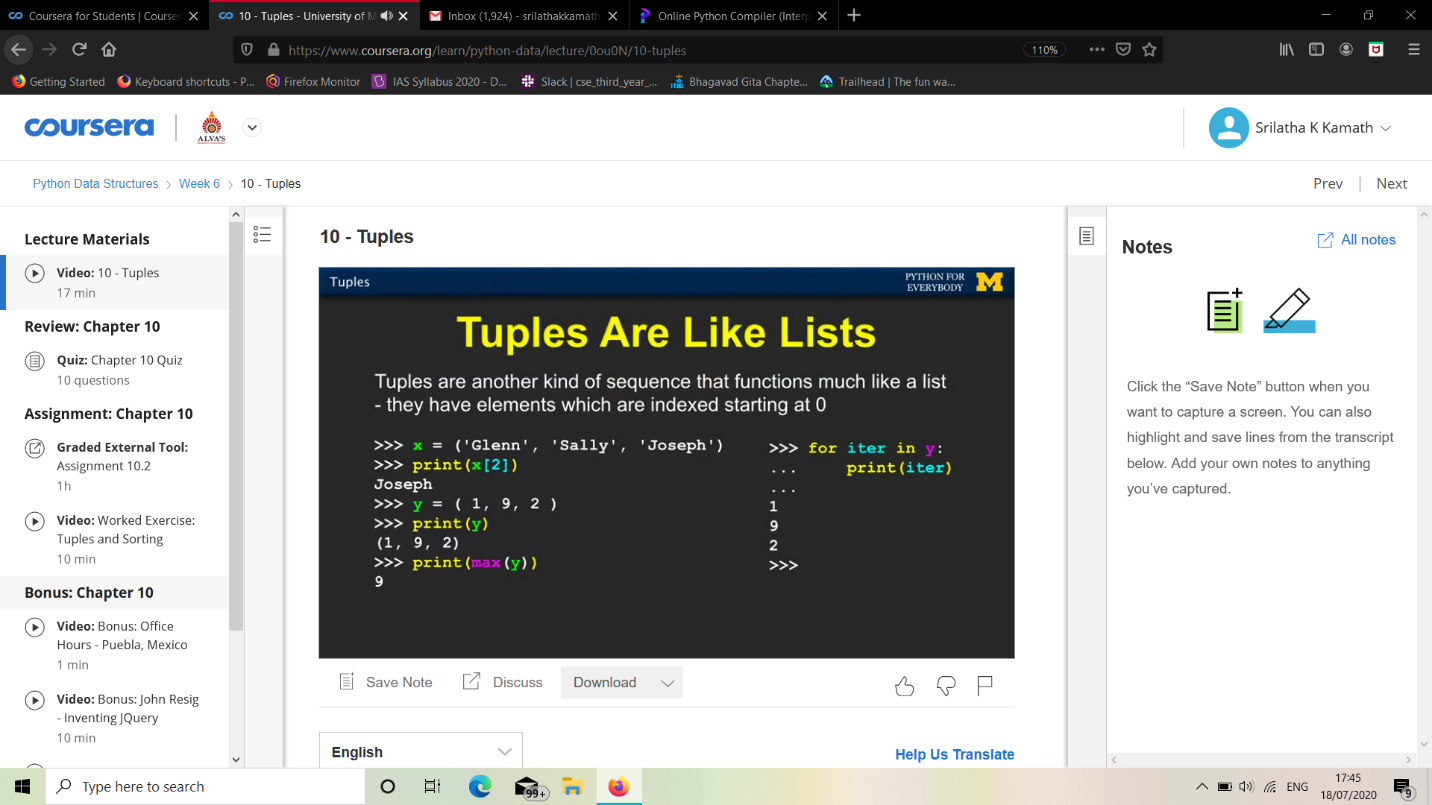 Coursera for Students | Courser
10 - Tuples - University of M
Inbox (1,924) - srilathakkamath
Online Python Compiler (Interp
https://www.coursera.org/learn/python-data/lecture/0ou0N/10-tuples
110%
Getting Started
Keyboard shortcuts - P...
Firefox Monitor
IAS Syllabus 2020 - D...
Slack | cse_third_year_...
Bhagavad Gita Chapte...
Trailhead | The fun wa...
coursera
ALVA'S
Srilatha K Kamath
Python Data Structures > Week 6 > 10 - Tuples
Prev | Next
Lecture Materials
Video: 10 - Tuples
17 min
Review: Chapter 10
Quiz: Chapter 10 Quiz
10 questions
Assignment: Chapter 10
Graded External Tool:
Assignment 10.2
1h
Video: Worked Exercise:
Tuples and Sorting
10 min
Bonus: Chapter 10
Video: Bonus: Office
Hours - Puebla, Mexico
1 min
Video: Bonus: John Resig
- Inventing JQuery
10 min
10 - Tuples
Tuples
PYTHON FOR
EVERYBODY
M
Tuples Are Like Lists
Tuples are another kind of sequence that functions much like a list
- they have elements which are indexed starting at 0
>>> x = ('Glenn', 'Sally', 'Joseph')
>>> print(x[2])
Joseph
>>> y = ( 1, 9, 2 )
>>> print(y)
(1, 9, 2)
>>> print(max(y))
9
>>> for iter in y:
...     print(iter)
...
1
9
2
>>>
Save Note
Discuss
Download
English
Help Us Translate
Notes
All notes
Click the “Save Note” button when you
want to capture a screen. You can also
highlight and save lines from the transcript
below. Add your own notes to anything
you’ve captured.
Type here to search
99+
ENG
17:45
18/07/2020
9